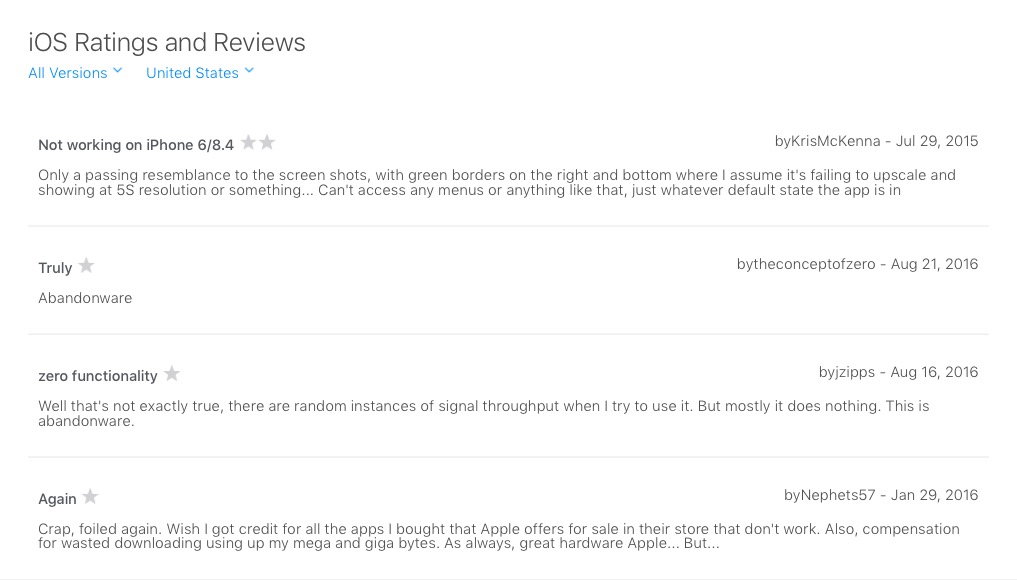 iOS Ratings and Reviews
All Versions United States
Not working on iPhone 6/8.4 byKrisMcKenna - Jul 29, 2015
Only a passing resemblance to the screen shots, with green borders on the right and bottom where I assume it's failing to upscale and
showing at 5S resolution or something... Can't access any menus or anything like that, just whatever default state the app is in
Truly bytheconceptofzero - Aug 21, 2016
Abandonware
zero functionality byjzipps - Aug 16, 2016
Well that's not exactly true, there are random instances of signal throughput when I try to use it. But mostly it does nothing. This is
abandonware.
Again byNephets57 - Jan 29, 2016
Crap, foiled again. Wish I got credit for all the apps I bought that Apple offers for sale in their store that don't work. Also, compensation
for wasted downloading using up my mega and giga bytes. As always, great hardware Apple... But...